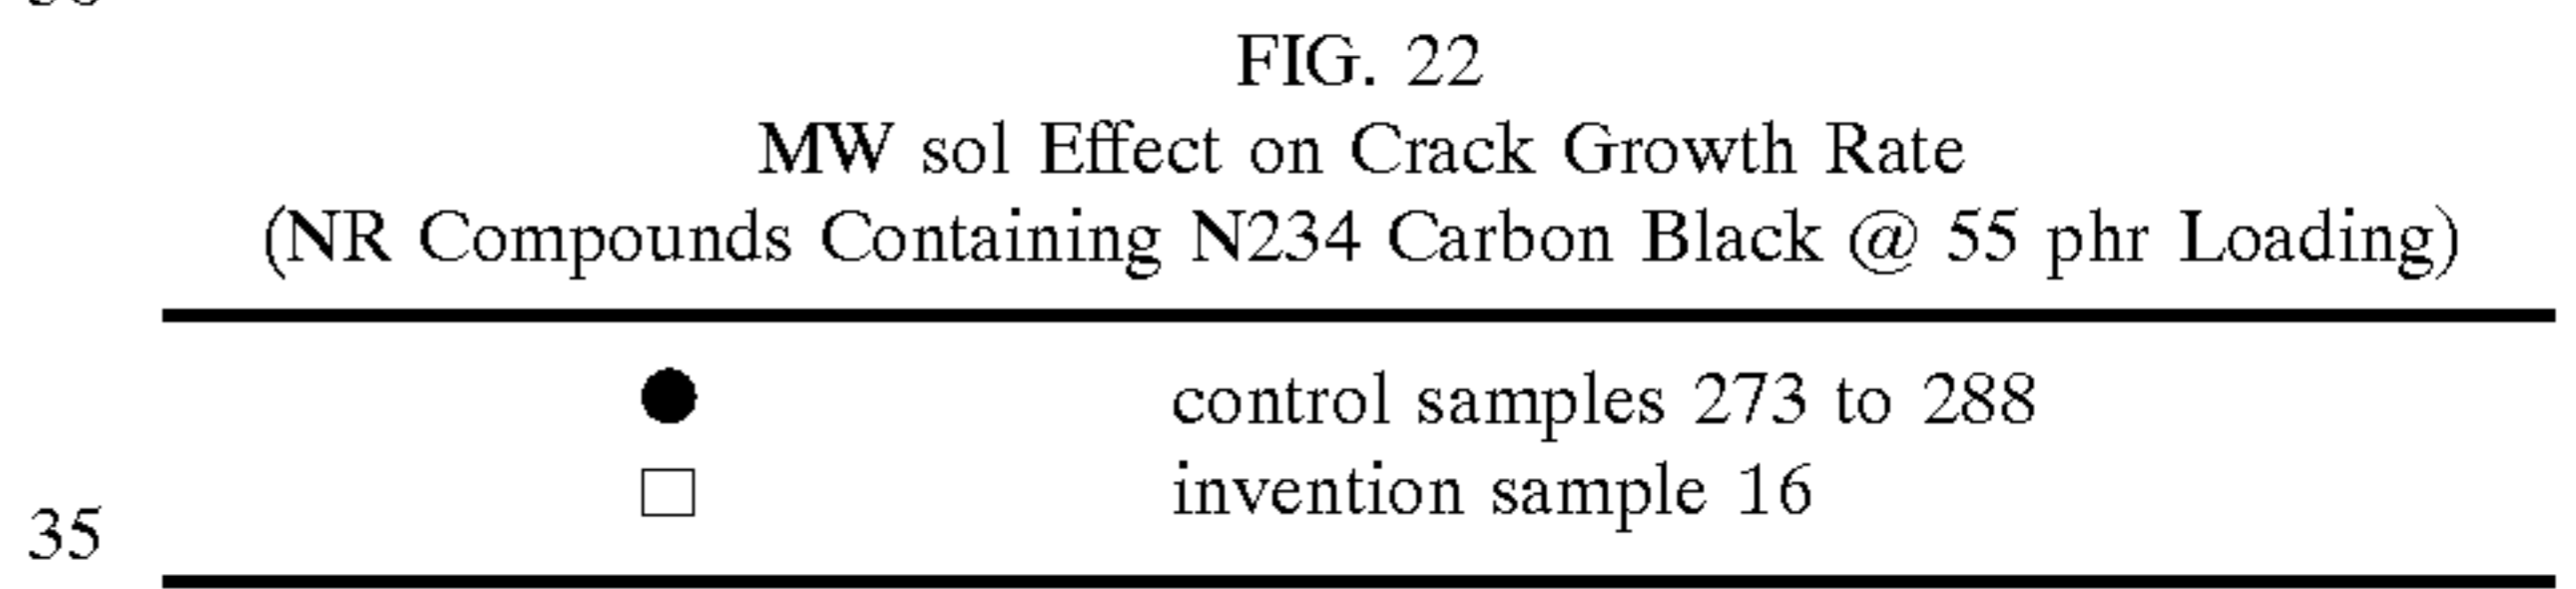 FIG. 22
MW sol Effect on Crack Growth Rate
(NR Compounds Containing N234 Carbon Black @ 55 phr Loading)
● control samples 273 to 288
□ invention sample 16
35